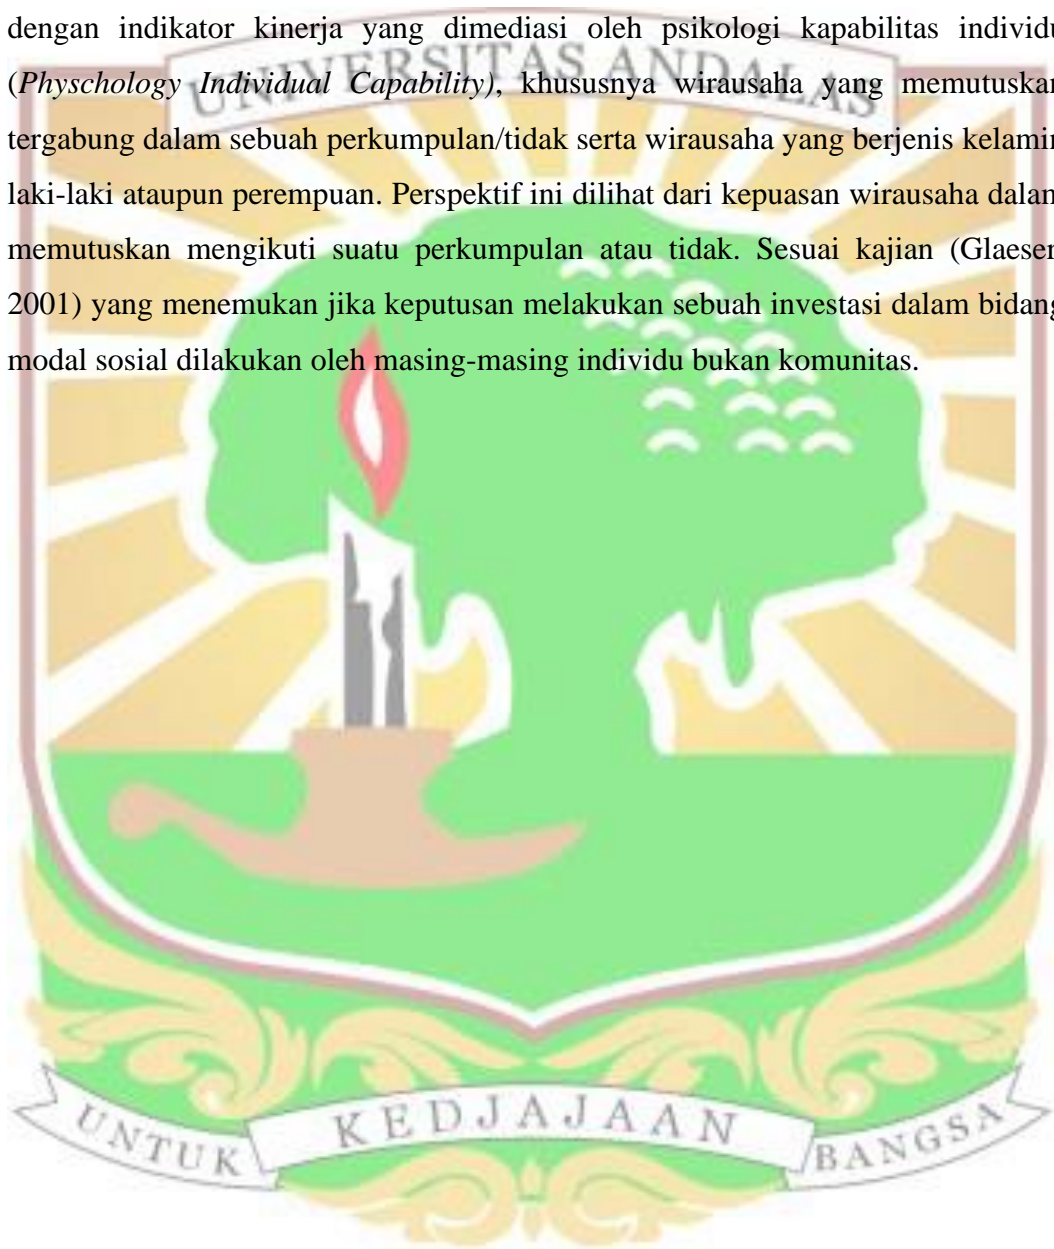 dengan indikator kinerja yang dimediasi oleh psikologi kapabilitas individu
(Physchology Individual Capability), khususnya wirausaha yang memutuskan
tergabung dalam sebuah perkumpulan/tidak serta wirausaha yang berjenis kelamin
laki-laki ataupun perempuan. Perspektif ini dilihat dari kepuasan wirausaha dalam
memutuskan mengikuti suatu perkumpulan atau tidak. Sesuai kajian (Glaeser
2001) yang menemukan jika keputusan melakukan sebuah investasi dalam bidang
modal sosial dilakukan oleh masing-masing individu bukan komunitas.
UNIVERSITAS ANDALAS
UNTUK KEDJAJAAN BANGSA